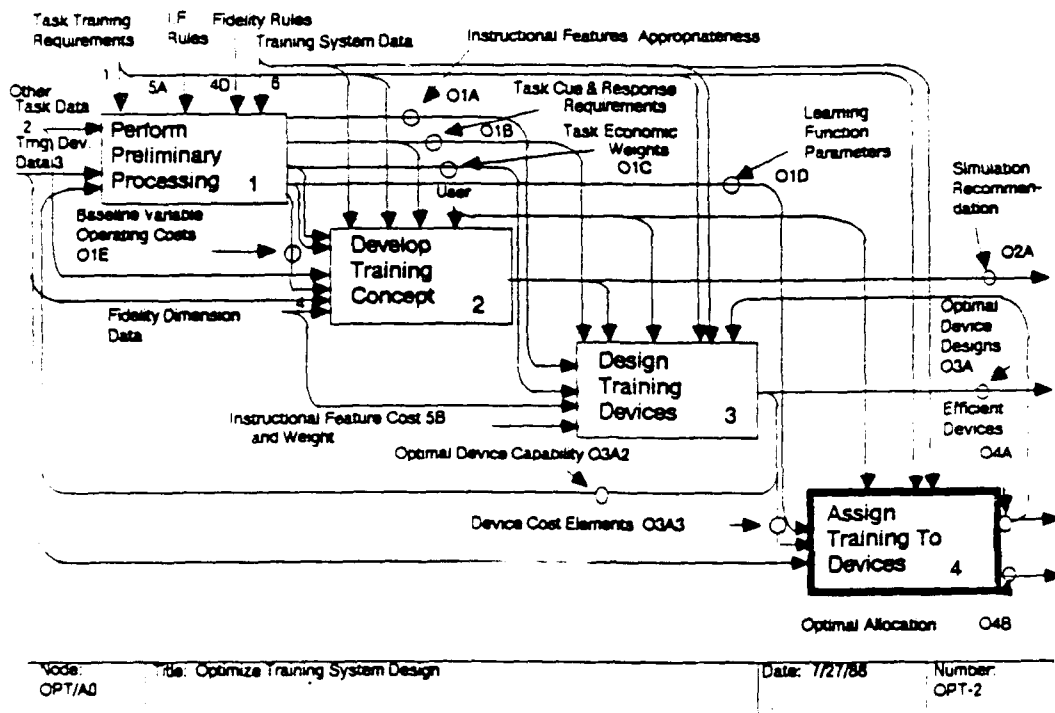 Task Training
Requirements
I.F.
Rules
Fidelity Rules
Training System Data
Instructional Features Appropriateness
1
5A
4D
6
Other
Task Data
2
Trng Dev.
Data 3
O1A
Task Cue & Response
Requirements
O1B
Task Economic
Weights
O1C
Learning
Function
Parameters
O1D
Simulation
Recommen-
dation
Perform
Preliminary
Processing 1
User
Baseline Variable
Operating Costs
O1E
Develop
Training
Concept
2
O2A
4
Fidelity Dimension
Data
Optimal
Device
Designs
O3A
Design
Training
Devices 3
Efficient
Devices
O4A
Instructional Feature Cost 5B
and Weight
Optimal Device Capability O3A2
Device Cost Elements O3A3
Assign
Training To
Devices 4
Optimal Allocation O4B
Node:
OPT/A0
Title: Optimize Training System Design
Date: 7/27/88
Number:
OPT-2